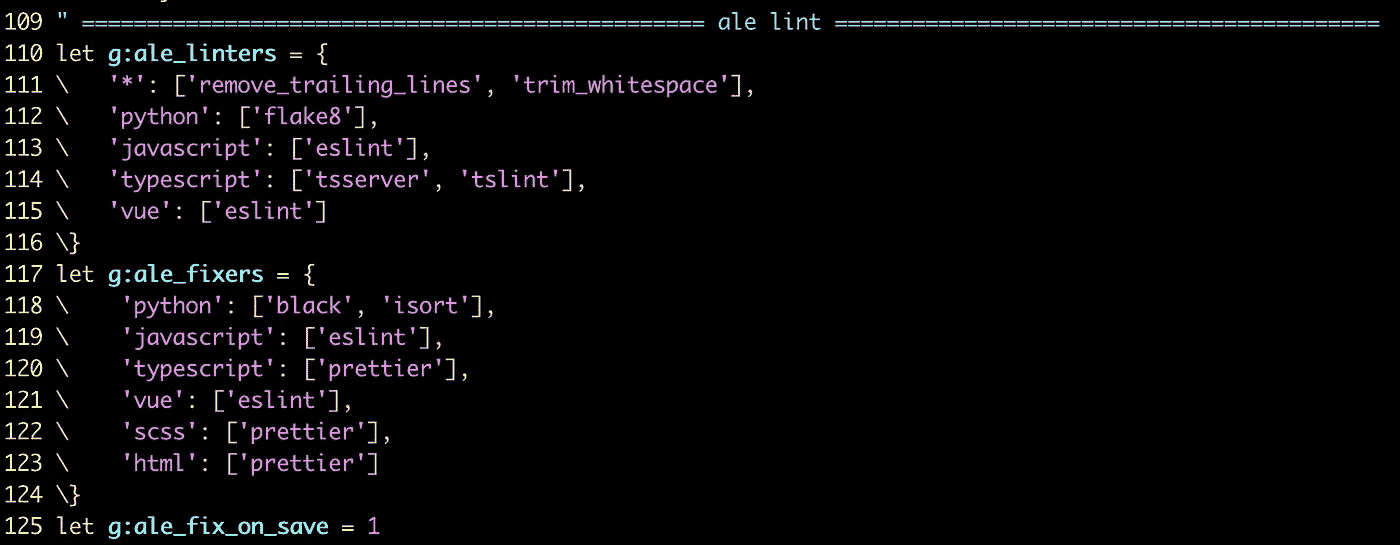 109 " ================================================ ale lint ==========================================
110 let g:ale_linters = {
111 \   '*': ['remove_trailing_lines', 'trim_whitespace'],
112 \   'python': ['flake8'],
113 \   'javascript': ['eslint'],
114 \   'typescript': ['tsserver', 'tslint'],
115 \   'vue': ['eslint']
116 \}
117 let g:ale_fixers = {
118 \    'python': ['black', 'isort'],
119 \    'javascript': ['eslint'],
120 \    'typescript': ['prettier'],
121 \    'vue': ['eslint'],
122 \    'scss': ['prettier'],
123 \    'html': ['prettier']
124 \}
125 let g:ale_fix_on_save = 1